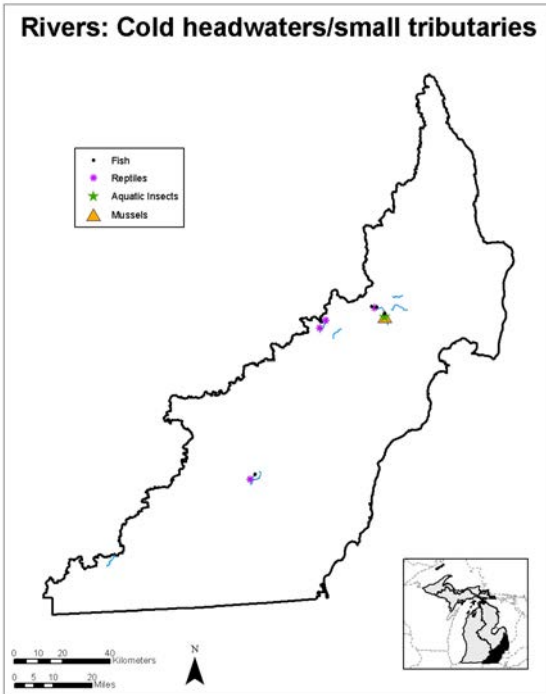 Rivers: Cold headwaters/small tributaries
Fish
Reptiles
Aquatic Insects
Mussels
N
0 5 10 20 40
Kilometers
0 5 10 20
Miles